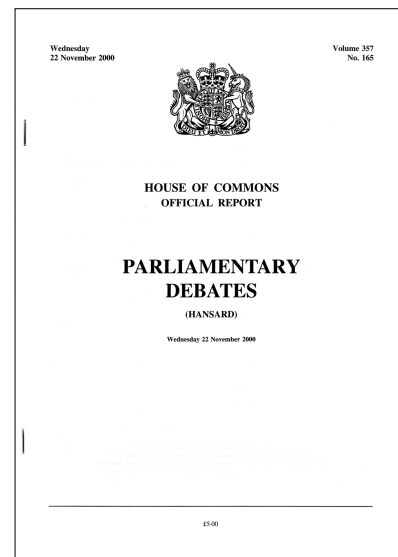 Wednesday
22 November 2000
Volume 357
No. 165
HOUSE OF COMMONS
OFFICIAL REPORT
PARLIAMENTARY
DEBATES
(HANSARD)
Wednesday 22 November 2000
£5·00